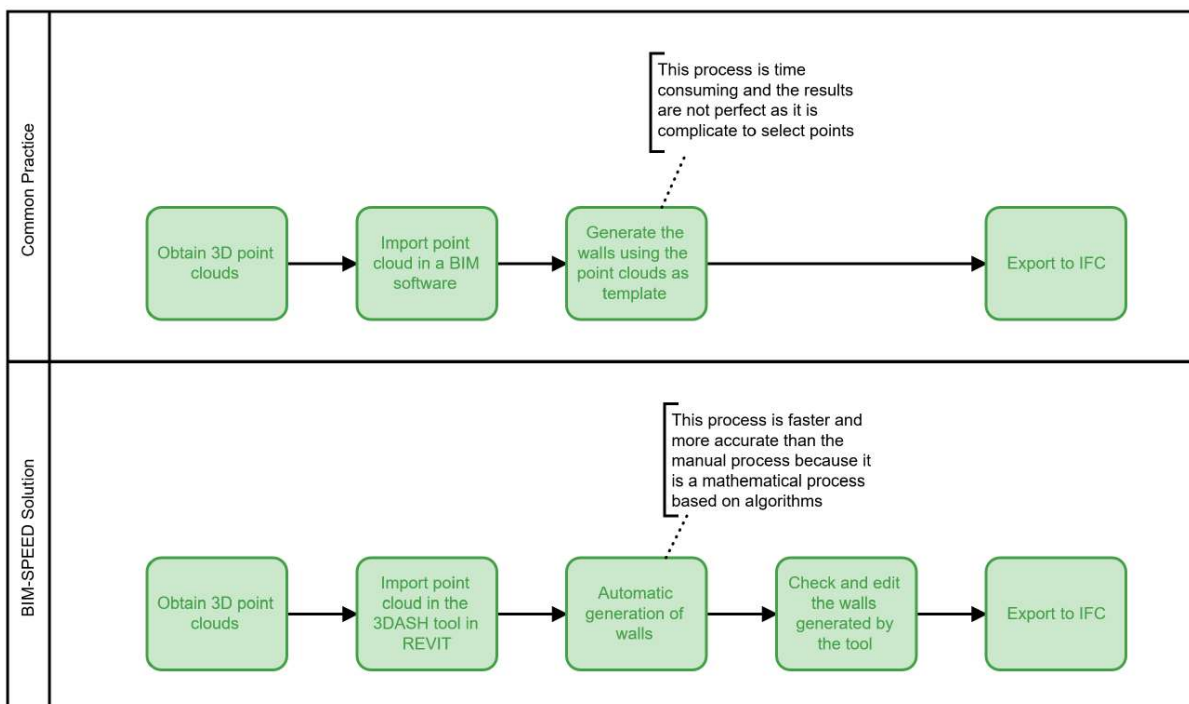 Common Practice
This process is time
consuming and the results
are not perfect as it is
complicate to select points
Obtain 3D point
clouds
Import point
cloud in a BIM
software
Generate the
walls using the
point clouds as
template
Export to IFC
BIM-SPEED Solution
This process is faster and
more accurate than the
manual process because it
is a mathematical process
based on algorithms
Obtain 3D point
clouds
Import point
cloud in the
3DASH tool in
REVIT
Automatic
generation of
walls
Check and edit
the walls
generated by
the tool
Export to IFC